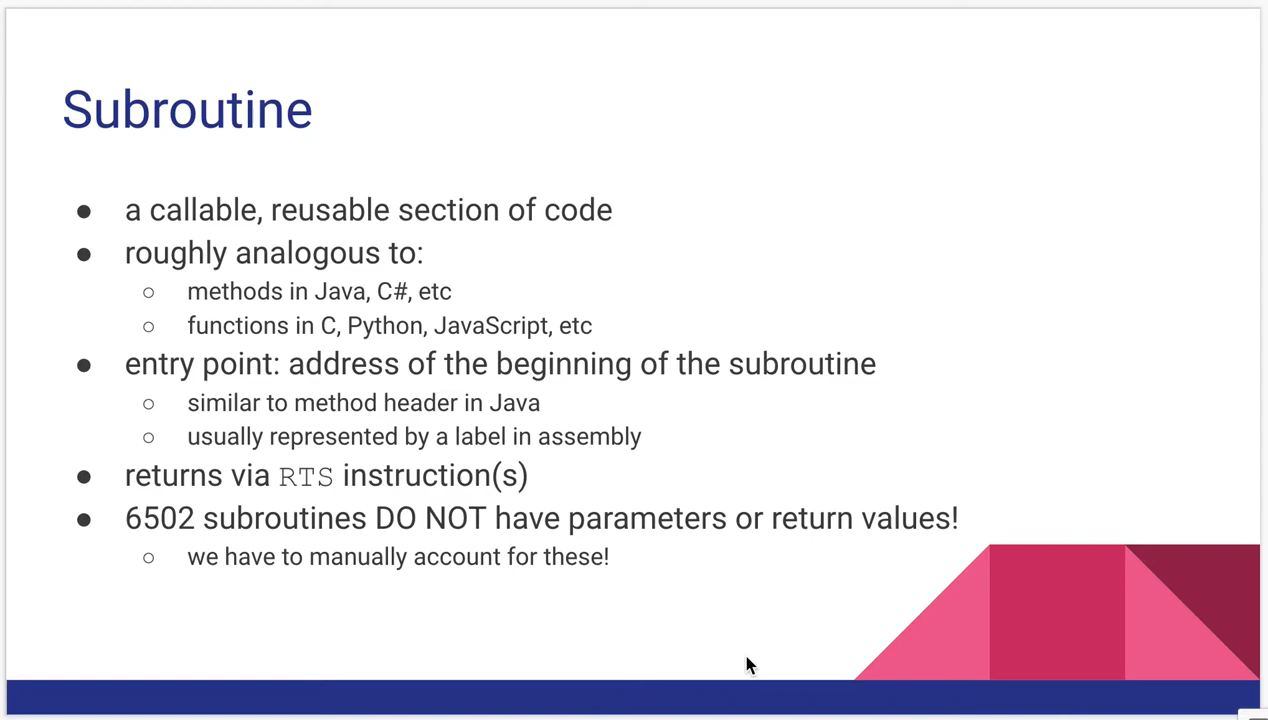 Subroutine
● a callable, reusable section of code
● roughly analogous to:
○ methods in Java, C#, etc
○ functions in C, Python, JavaScript, etc
● entry point: address of the beginning of the subroutine
○ similar to method header in Java
○ usually represented by a label in assembly
● returns via RTS instruction(s)
● 6502 subroutines DO NOT have parameters or return values!
○ we have to manually account for these!